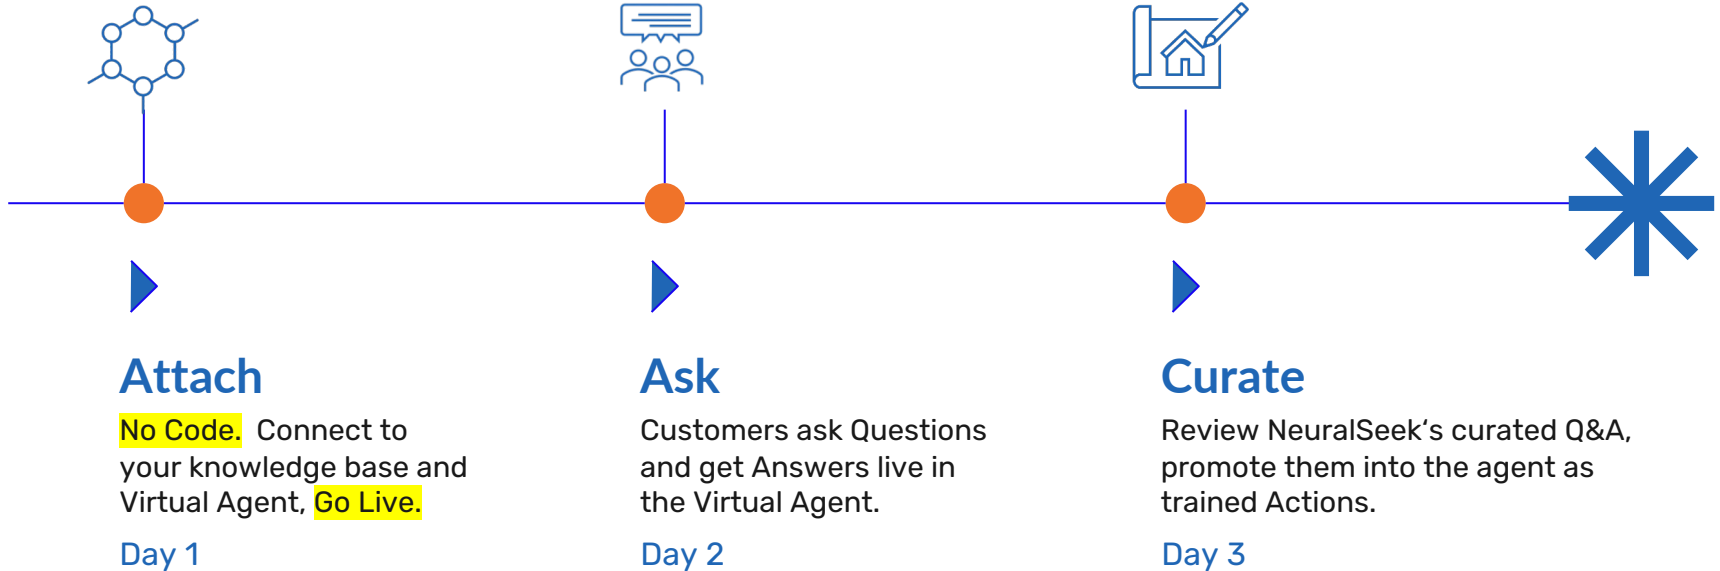 Attach
No Code.  Connect to
your knowledge base and
Virtual Agent, Go Live.
Day 1
Ask
Customers ask Questions
and get Answers live in
the Virtual Agent.
Day 2
Curate
Review NeuralSeek‘s curated Q&A,
promote them into the agent as
trained Actions.
Day 3